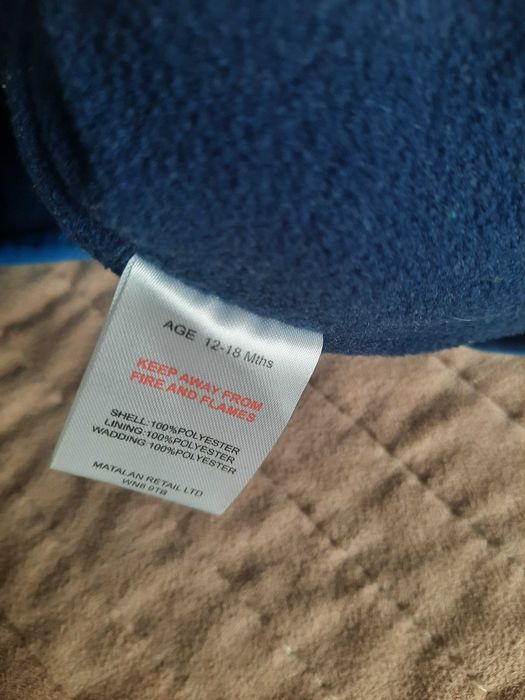 AGE 12-18 Mths
KEEP AWAY FROM
FIRE AND FLAMES
SHELL:100%POLYESTER
LINING:100%POLYESTER
WADDING 100%POLYESTER
MATALAN RETAIL LTD
WN8 9TB